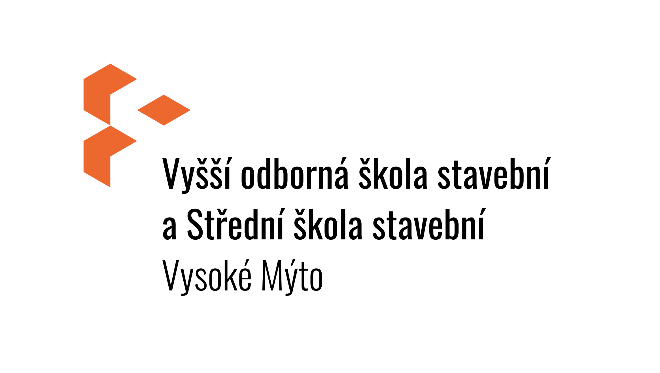 Vyšší odborná škola stavební
a Střední škola stavební
Vysoké Mýto